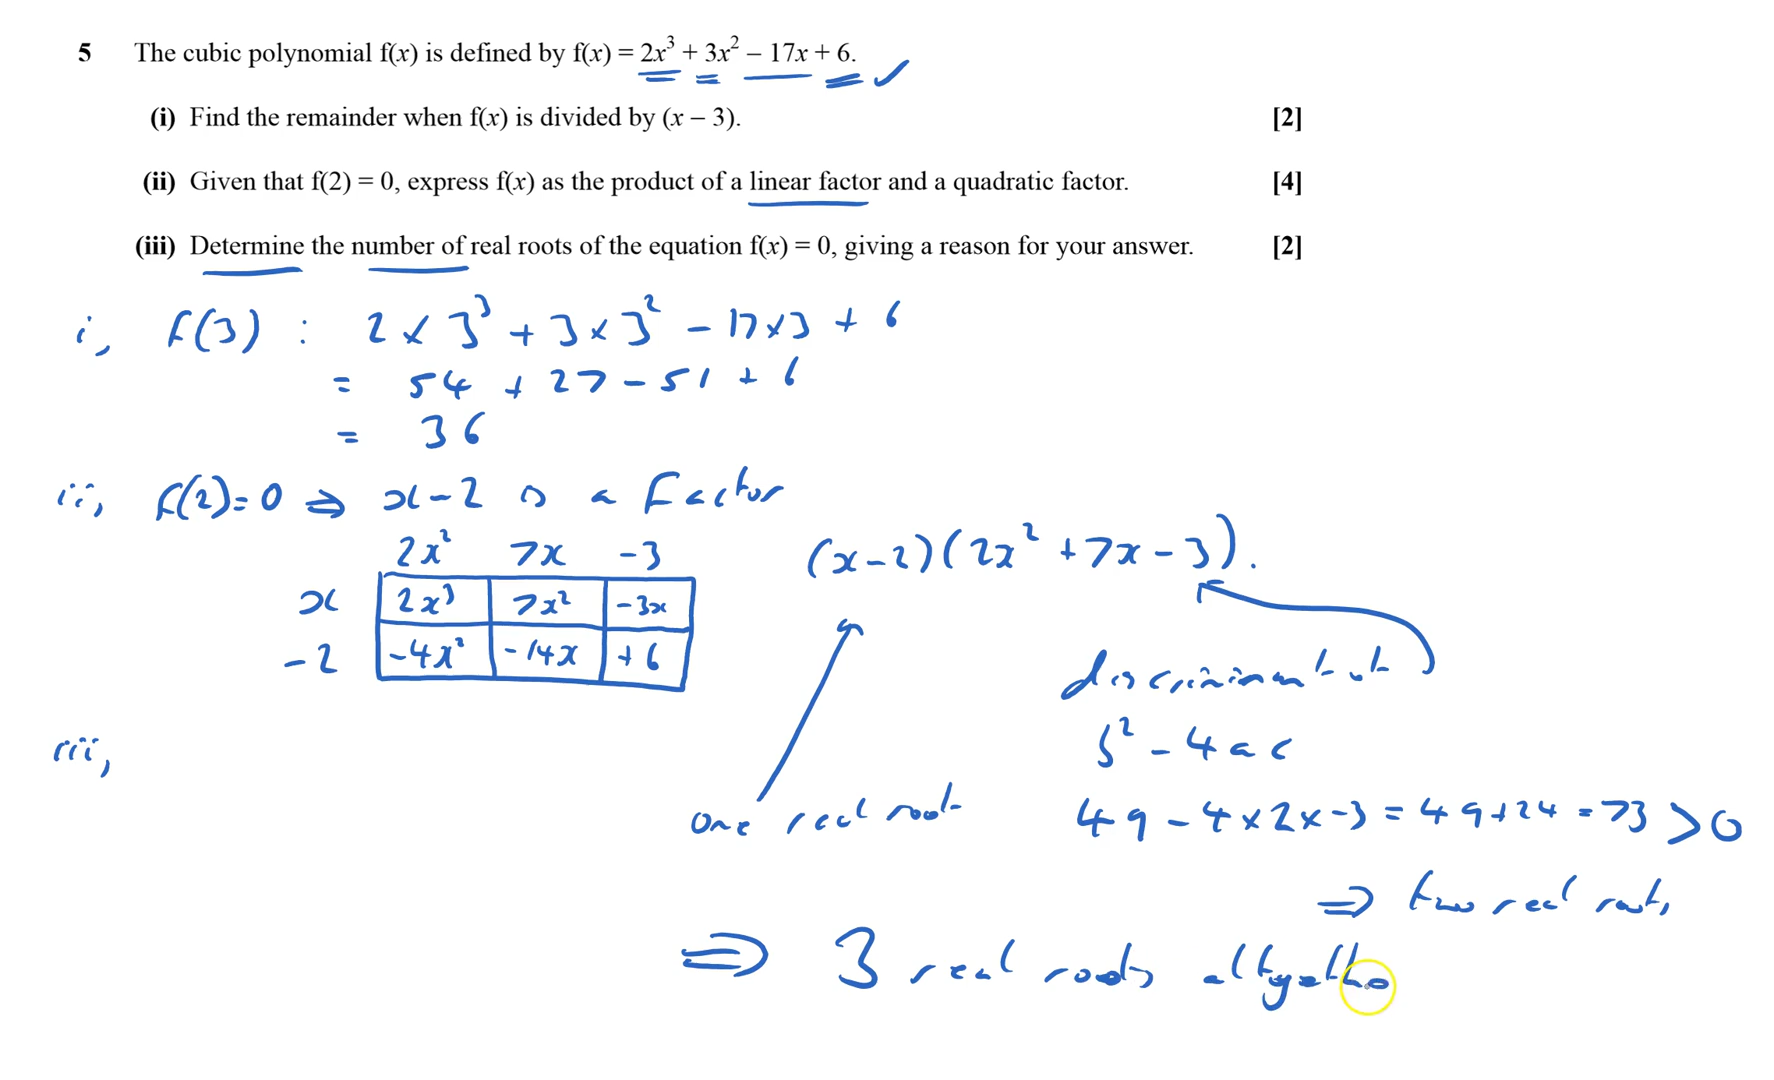 5 The cubic polynomial f(x) is defined by f(x) = 2x³ + 3x² − 17x + 6.
(i) Find the remainder when f(x) is divided by (x − 3). [2]
(ii) Given that f(2) = 0, express f(x) as the product of a linear factor and a quadratic factor. [4]
(iii) Determine the number of real roots of the equation f(x) = 0, giving a reason for your answer. [2]
i, f(3) : 2 × 3³ + 3 × 3² − 17×3 + 6
= 54 + 27 − 51 + 6
= 36
ii, f(2)=0 ⇒ x−2 is a factor
2x² 7x −3
x 2x³ 7x² −3x
−2 −4x² −14x +6
(x−2)(2x² +7x −3).
iii,
one real root
discriminant
b² − 4ac
49 − 4×2×−3 = 49+24 = 73 > 0
⇒ two real roots
⇒ 3 real roots